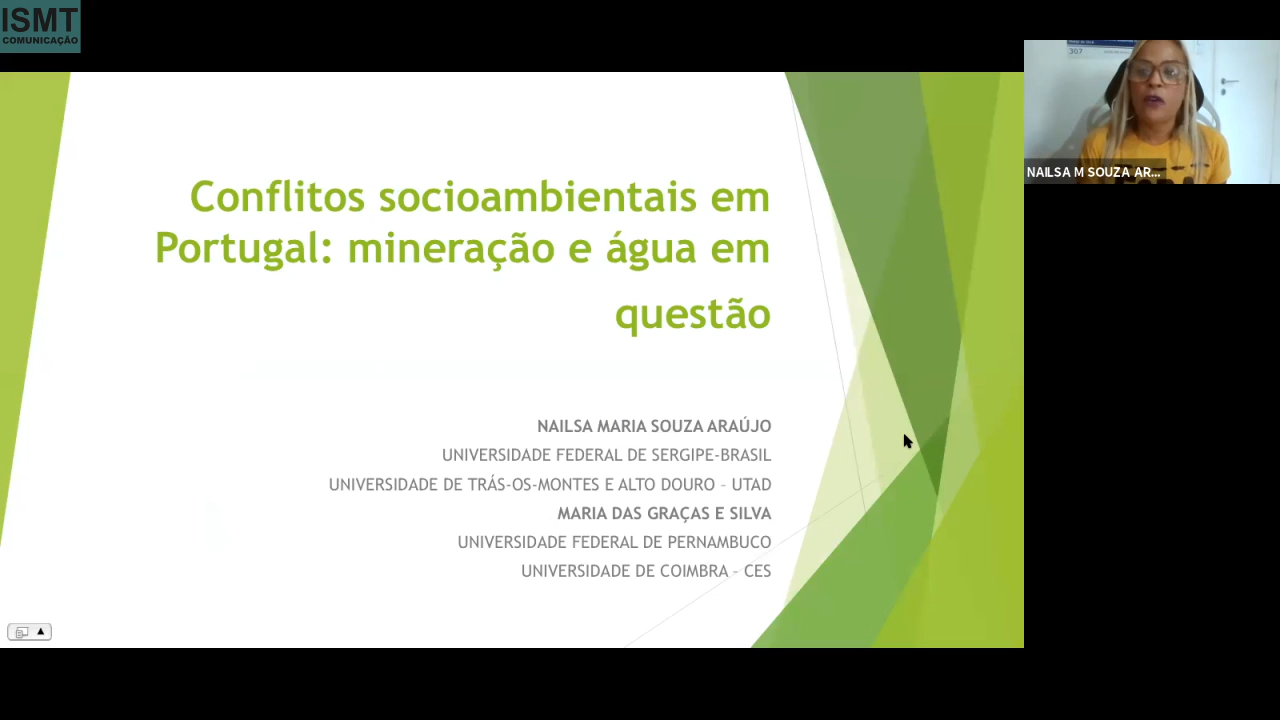 ISMT
COMUNICAÇÃO
307
NAILSA M SOUZA AR...
Conflitos socioambientais em
Portugal: mineração e água em
questão
NAILSA MARIA SOUZA ARAÚJO
UNIVERSIDADE FEDERAL DE SERGIPE-BRASIL
UNIVERSIDADE DE TRÁS-OS-MONTES E ALTO DOURO – UTAD
MARIA DAS GRAÇAS E SILVA
UNIVERSIDADE FEDERAL DE PERNAMBUCO
UNIVERSIDADE DE COIMBRA – CES